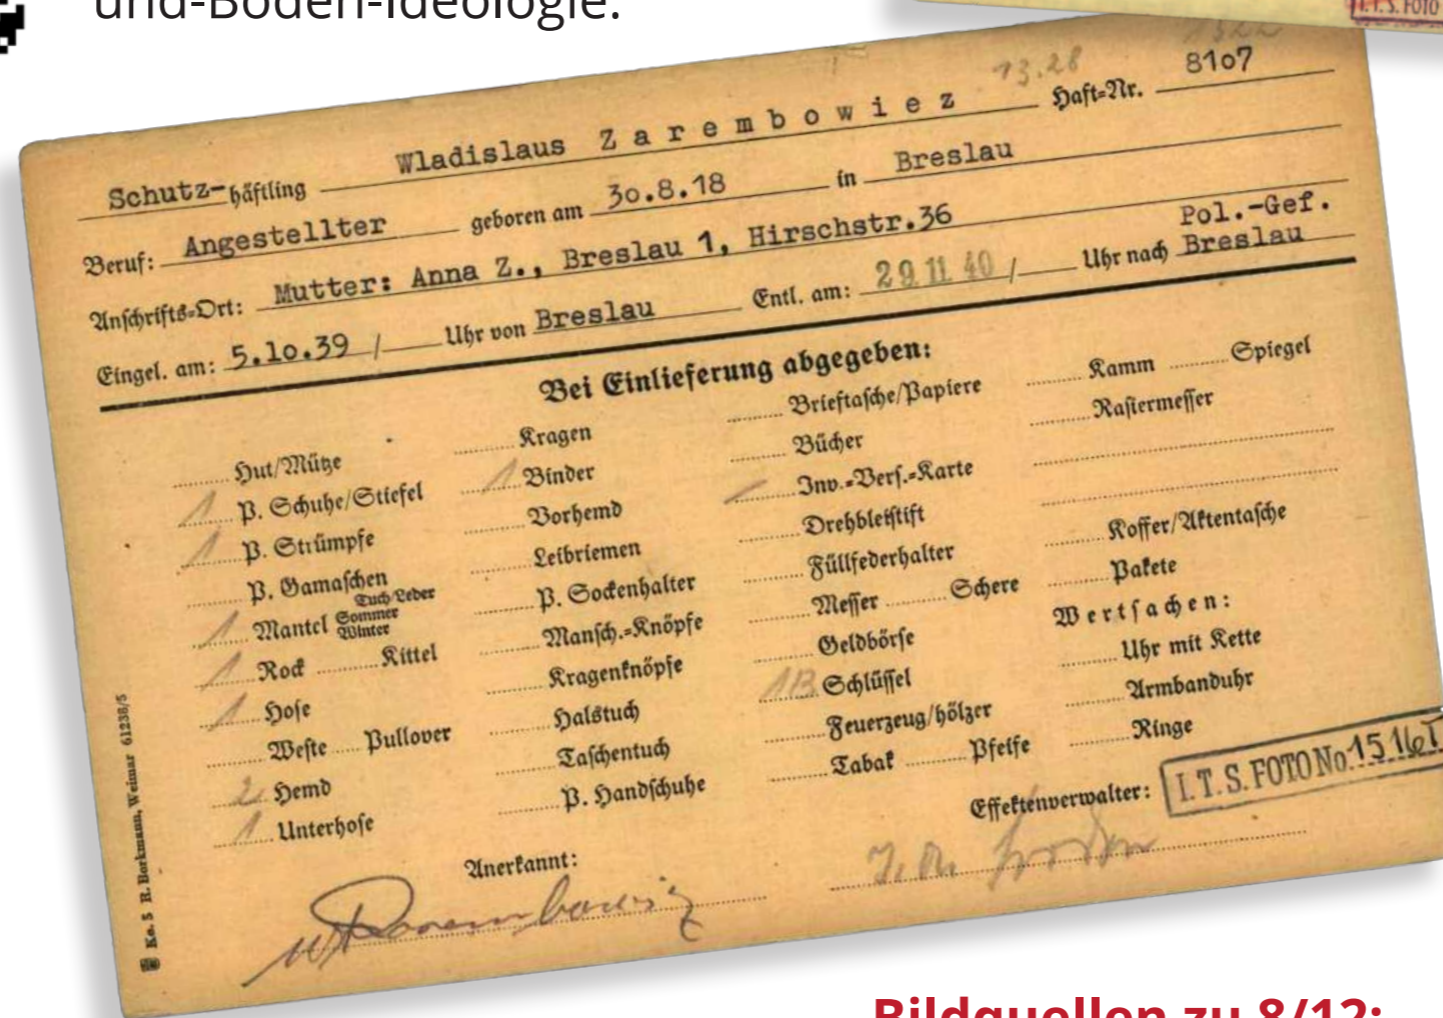 und-Boden-Ideologie.
I.T.S. FOTO
13.28
Schutz-häftling Wladislaus Zarembowiez Haft-Nr. 8107
Beruf: Angestellter geboren am 30.8.18 in Breslau
Anschrifts-Ort: Mutter: Anna Z., Breslau 1, Hirschstr.36
Pol.-Gef.
Eingel. am: 5.10.39 / Uhr von Breslau Entl. am: 29.11.40 / Uhr nach Breslau
Bei Einlieferung abgegeben:
Hut/Mütze
1 P. Schuhe/Stiefel
1 P. Strümpfe
P. Gamaschen
1 Mantel Tuch/Leder Sommer Winter
1 Rock Kittel
1 Hose
Weste Pullover
2 Hemd
1 Unterhose
Kragen
1 Binder
Vorhemd
Leibriemen
P. Sockenhalter
Mansch.-Knöpfe
Kragenknöpfe
Halstuch
Taschentuch
P. Handschuhe
Brieftasche/Papiere
Bücher
Inv.-Vers.-Karte
Drehbleistift
Füllfederhalter
Messer Schere
Geldbörse
1B Schlüssel
Feuerzeug/hölzer
Tabak Pfeife
Kamm Spiegel
Rasiermesser
Koffer/Aktentasche
Pakete
Wertsachen:
Uhr mit Kette
Armbanduhr
Ringe
Effektenverwalter:
I.T.S. FOTO No
Anerkannt:
Ko. 5 R. Borkmann, Weimar 61238/5
Bildquellen zu 8/12: